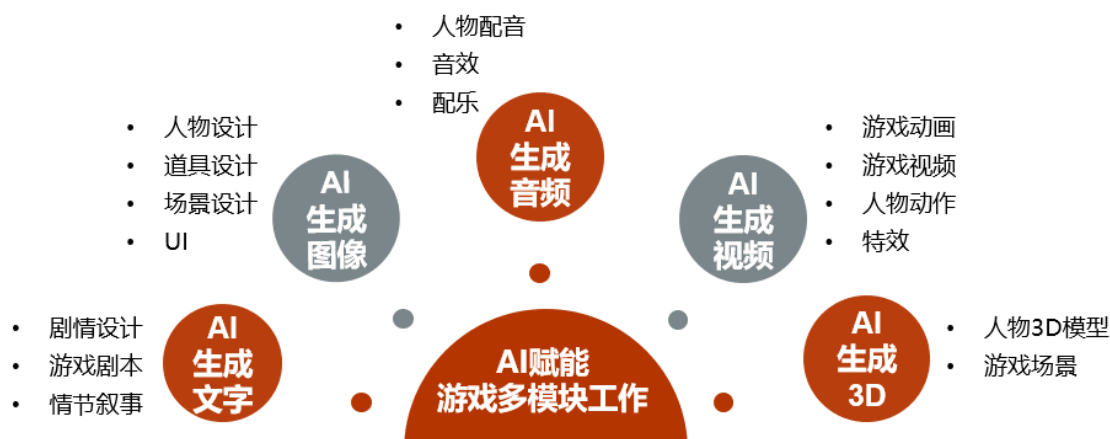 • 人物配音
• 音效
• 配乐
AI
生成
音频
• 人物设计
• 道具设计
• 场景设计
• UI
AI
生成
图像
• 游戏动画
• 游戏视频
• 人物动作
• 特效
AI
生成
视频
• 剧情设计
• 游戏剧本
• 情节叙事
AI
生成
文字
AI赋能
游戏多模块工作
AI
生成
3D
• 人物3D模型
• 游戏场景